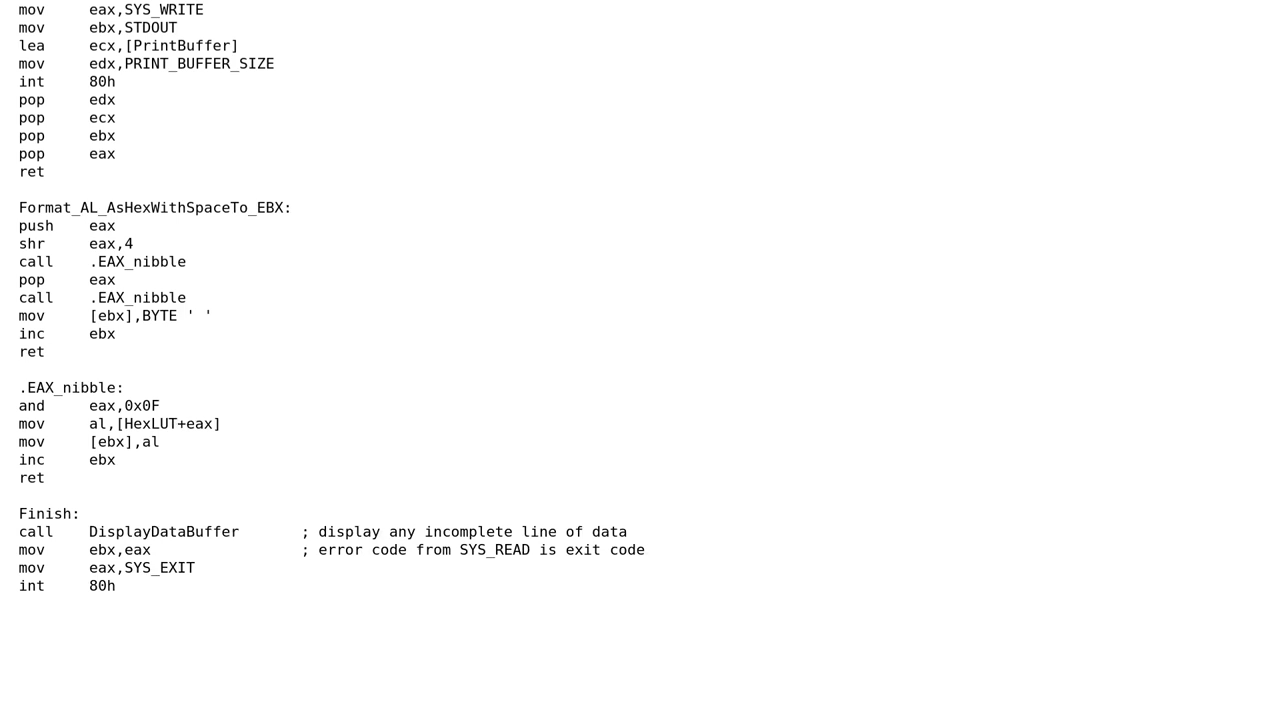 mov     eax,SYS_WRITE
mov     ebx,STDOUT
lea     ecx,[PrintBuffer]
mov     edx,PRINT_BUFFER_SIZE
int     80h
pop     edx
pop     ecx
pop     ebx
pop     eax
ret

Format_AL_AsHexWithSpaceTo_EBX:
push    eax
shr     eax,4
call    .EAX_nibble
pop     eax
call    .EAX_nibble
mov     [ebx],BYTE ' '
inc     ebx
ret

.EAX_nibble:
and     eax,0x0F
mov     al,[HexLUT+eax]
mov     [ebx],al
inc     ebx
ret

Finish:
call    DisplayDataBuffer       ; display any incomplete line of data
mov     ebx,eax                 ; error code from SYS_READ is exit code
mov     eax,SYS_EXIT
int     80h